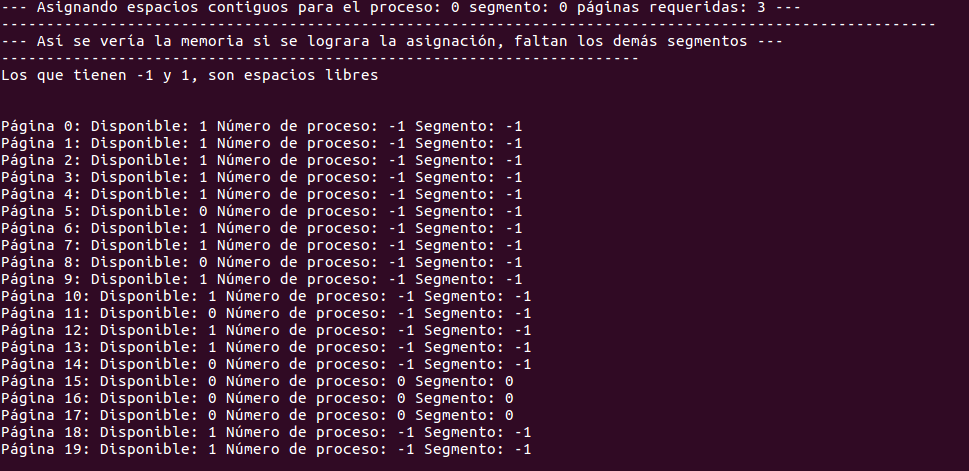 --- Asignando espacios contiguos para el proceso: 0 segmento: 0 páginas requeridas: 3 ---
--------------------------------------------------------------------------------------------------------
--- Así se vería la memoria si se lograra la asignación, faltan los demás segmentos ---
-----------------------------------------------------------------------
Los que tienen -1 y 1, son espacios libres
Página 0: Disponible: 1 Número de proceso: -1 Segmento: -1
Página 1: Disponible: 1 Número de proceso: -1 Segmento: -1
Página 2: Disponible: 1 Número de proceso: -1 Segmento: -1
Página 3: Disponible: 1 Número de proceso: -1 Segmento: -1
Página 4: Disponible: 1 Número de proceso: -1 Segmento: -1
Página 5: Disponible: 0 Número de proceso: -1 Segmento: -1
Página 6: Disponible: 1 Número de proceso: -1 Segmento: -1
Página 7: Disponible: 1 Número de proceso: -1 Segmento: -1
Página 8: Disponible: 0 Número de proceso: -1 Segmento: -1
Página 9: Disponible: 1 Número de proceso: -1 Segmento: -1
Página 10: Disponible: 1 Número de proceso: -1 Segmento: -1
Página 11: Disponible: 0 Número de proceso: -1 Segmento: -1
Página 12: Disponible: 1 Número de proceso: -1 Segmento: -1
Página 13: Disponible: 1 Número de proceso: -1 Segmento: -1
Página 14: Disponible: 0 Número de proceso: -1 Segmento: -1
Página 15: Disponible: 0 Número de proceso: 0 Segmento: 0
Página 16: Disponible: 0 Número de proceso: 0 Segmento: 0
Página 17: Disponible: 0 Número de proceso: 0 Segmento: 0
Página 18: Disponible: 1 Número de proceso: -1 Segmento: -1
Página 19: Disponible: 1 Número de proceso: -1 Segmento: -1